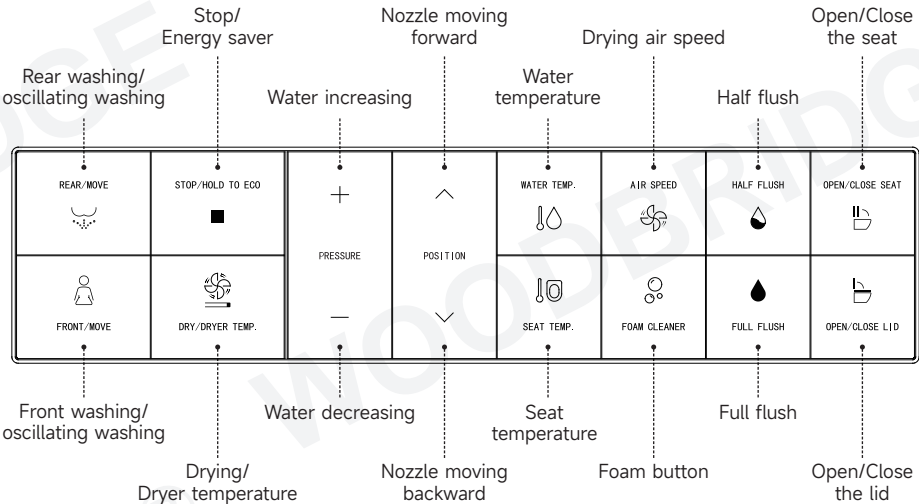 Stop/
Energy saver
Nozzle moving
forward
Drying air speed
Open/Close
the seat
Rear washing/
oscillating washing
Water increasing
Water
temperature
Half flush
REAR/MOVE
STOP/HOLD TO ECO
+
PRESSURE
−
POSITION
WATER TEMP.
AIR SPEED
HALF FLUSH
OPEN/CLOSE SEAT
FRONT/MOVE
DRY/DRYER TEMP.
SEAT TEMP.
FOAM CLEANER
FULL FLUSH
OPEN/CLOSE LID
Front washing/
oscillating washing
Water decreasing
Seat
temperature
Full flush
Drying/
Dryer temperature
Nozzle moving
backward
Foam button
Open/Close
the lid
WOODBRIDGE